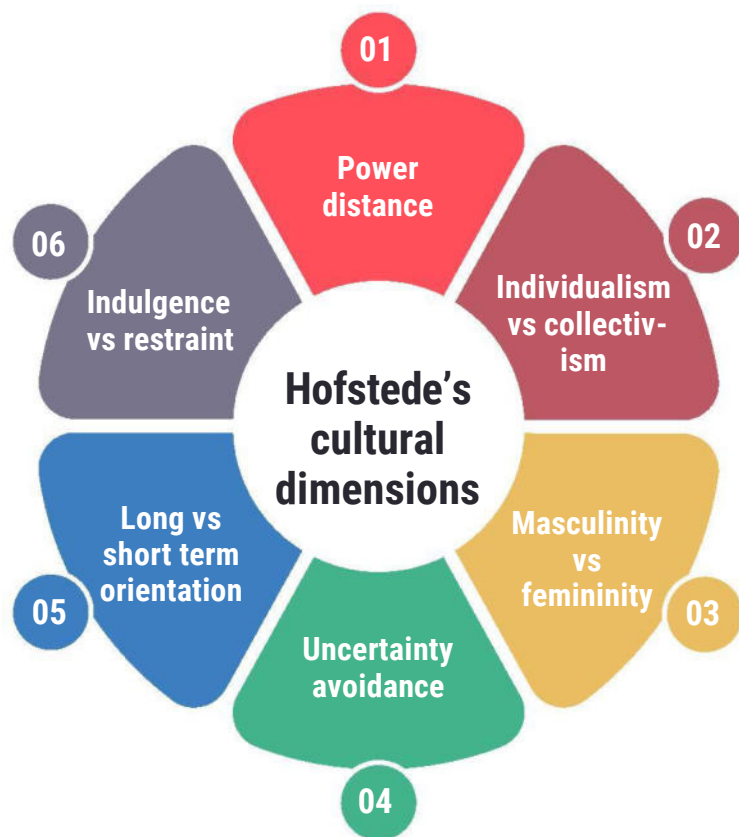 01
Power
distance
02
Individualism
vs collectiv-
ism
03
Masculinity
vs
femininity
04
Uncertainty
avoidance
05
Long vs
short term
orientation
06
Indulgence
vs restraint
Hofstede’s
cultural
dimensions